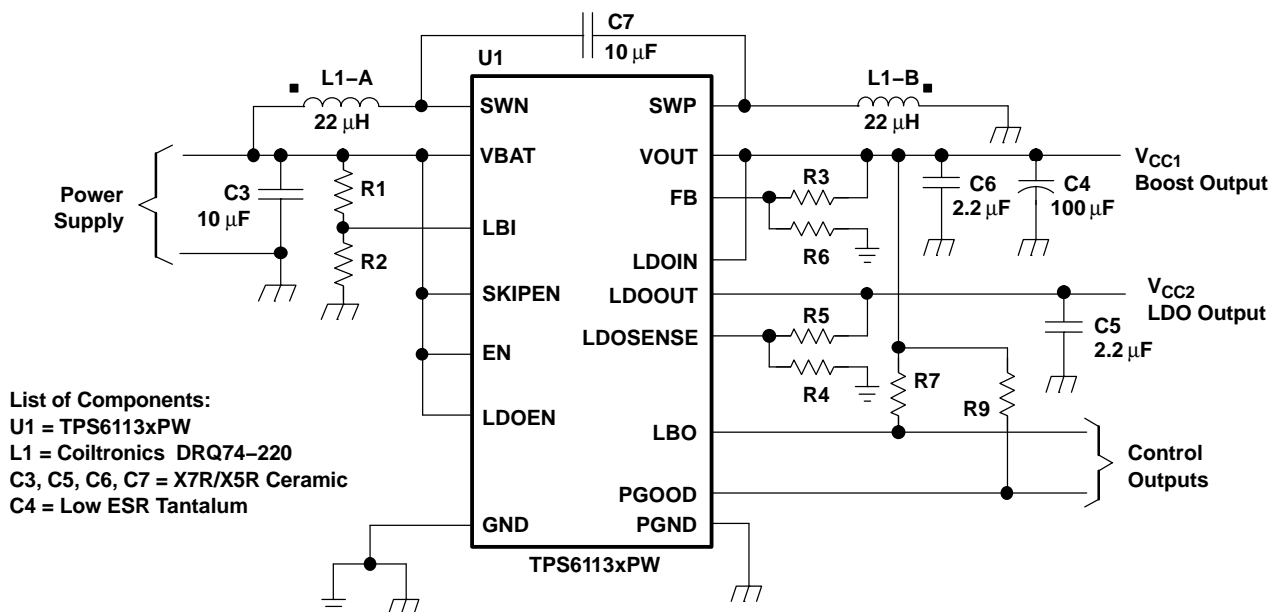 C7
10 µF
U1
L1–A
22 µH
L1–B
22 µH
SWN
SWP
VBAT
VOUT
LBI
FB
LDOIN
SKIPEN
LDOOUT
EN
LDOSENSE
LDOEN
LBO
PGOOD
GND
PGND
TPS6113xPW
Power
Supply
C3
10 µF
R1
R2
R3
R6
C6
2.2 µF
C4
100 µF
VCC1
Boost Output
R5
R4
C5
2.2 µF
VCC2
LDO Output
R7
R9
Control
Outputs
List of Components:
U1 = TPS6113xPW
L1 = Coiltronics DRQ74–220
C3, C5, C6, C7 = X7R/X5R Ceramic
C4 = Low ESR Tantalum